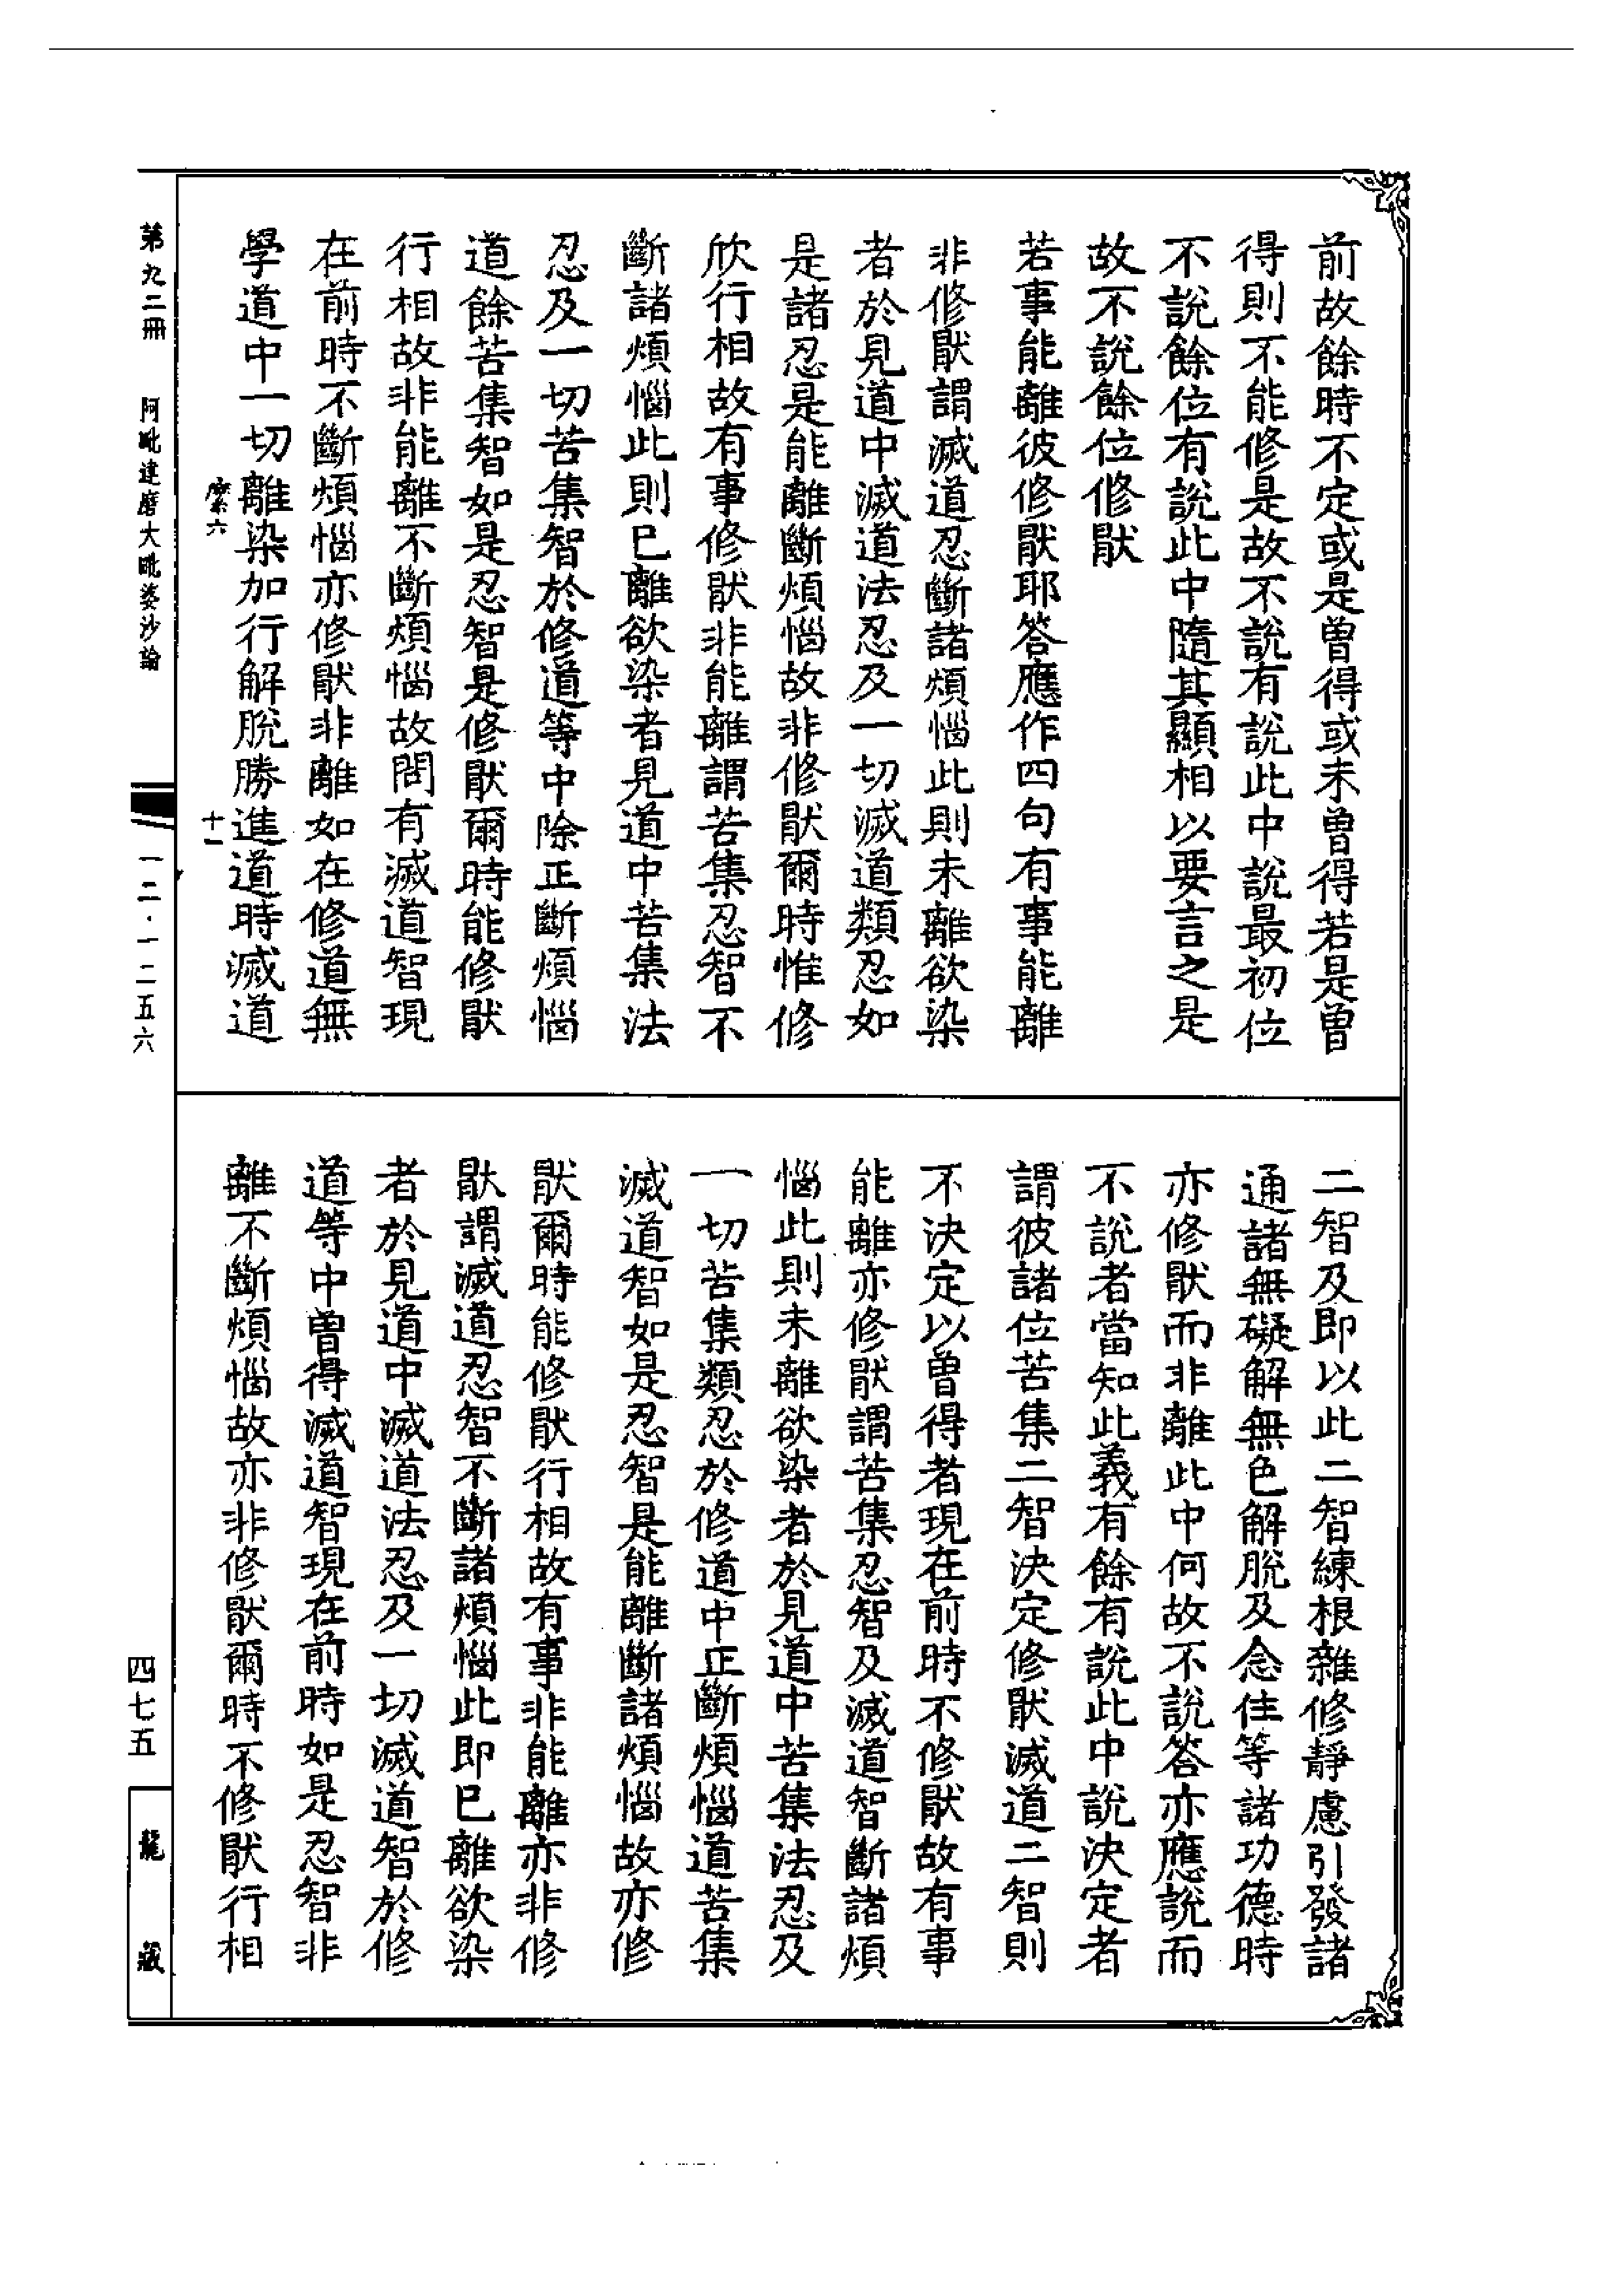 前故餘時不定或是曾得或未曾得若是曾
得則不能修是故不說有說此中說最初位
不說餘位有說此中隨其顯相以要言之是
故不說餘位修猒
若事能離彼修猒耶答應作四句有事能離
非修猒謂滅道忍斷諸煩惱此則未離欲染
者於見道中滅道法忍及一切滅道類忍如
是諸忍是能離斷煩惱故非修猒爾時惟修
欣行相故有事修猒非能離謂苦集忍智不
斷諸煩惱此則已離欲染者見道中苦集法
忍及一切苦集智於修道等中除正斷煩惱
道餘苦集智如是忍智是修猒爾時能修猒
行相故非能離不斷煩惱故問有滅道智現
在前時不斷煩惱亦修猒非離如在修道無
學道中一切離染加行解脫勝進道時滅道
二智及即以此二智練根雜修靜慮引發諸
通諸無礙解無色解脫及念住等諸功德時
亦修猒而非離此中何故不說答亦應說而
不說者當知此義有餘有說此中說決定者
謂彼諸位苦集二智決定修猒滅道二智則
不決定以曾得者現在前時不修猒故有事
能離亦修猒謂苦集忍智及滅道智斷諸煩
惱此則未離欲染者於見道中苦集法忍及
一切苦集類忍於修道中正斷煩惱道苦集
滅道智如是忍智是能離斷諸煩惱故亦修
猒爾時能修猒行相故有事非能離亦非修
猒謂滅道忍智不斷諸煩惱此即已離欲染
者於見道中滅道法忍及一切滅道智於修
道等中曾得滅道智現在前時如是忍智非
離不斷煩惱故亦非修猒爾時不修猒行相
縻六
十一
第九二冊
阿毗達磨大毗婆沙論
一二·一二五六
四七五
龍藏